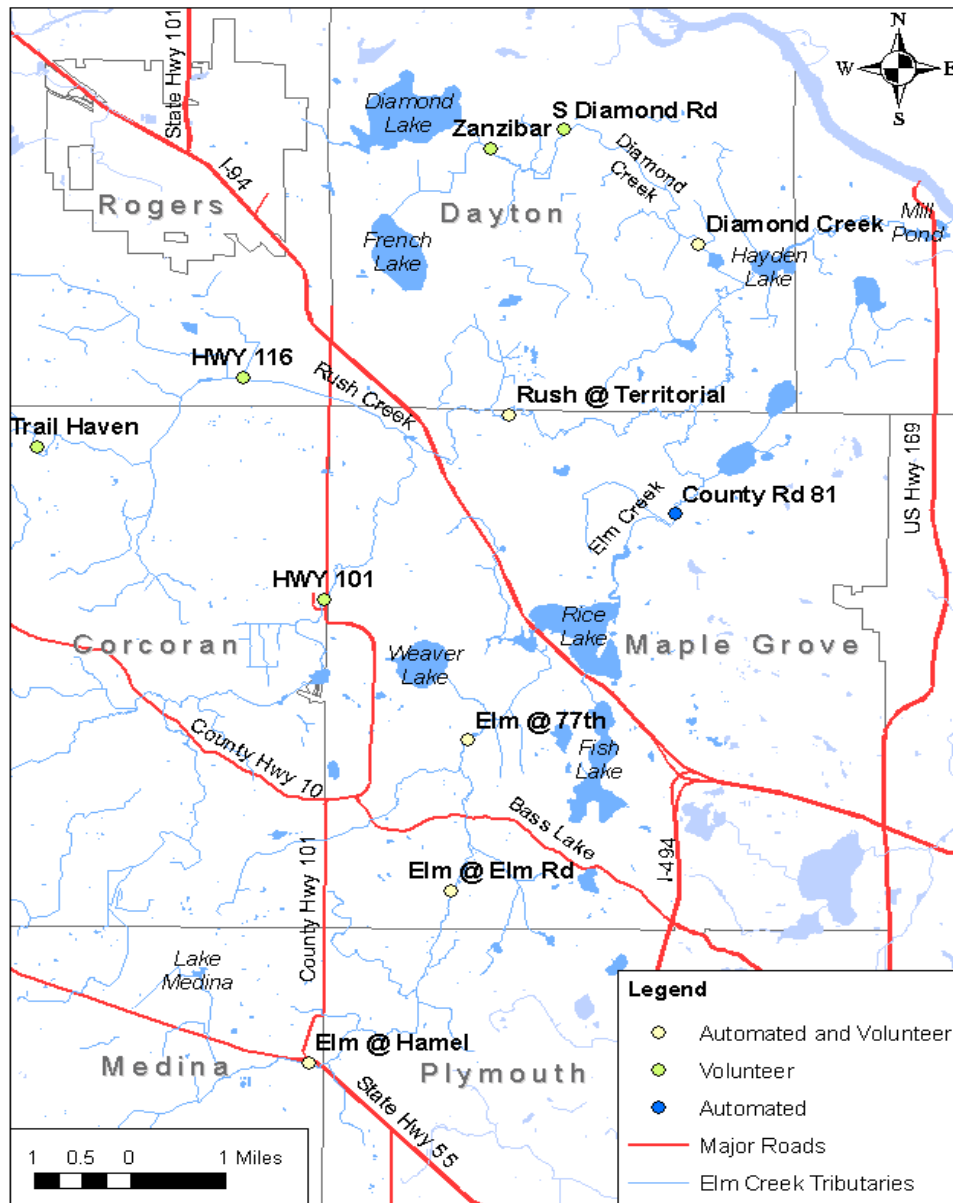 State Hwy 101
N
W E
S
Diamond
Lake
S Diamond Rd
Zanzibar
I-94
Diamond
Creek
Rogers
Dayton
Mill
Pond
Diamond Creek
French
Lake
Hayden
Lake
HWY 116
Rush Creek
Rush @ Territorial
Trail Haven
US Hwy 169
County Rd 81
Elm Creek
HWY 101
Rice
Lake
Corcoran
Weaver
Lake
Maple Grove
Elm @ 77th
Fish
Lake
County Hwy 10
Bass Lake
I-494
Elm @ Elm Rd
County Hwy 101
Lake
Medina
Elm @ Hamel
Medina
Plymouth
State Hwy 55
Legend
Automated and Volunteer
Volunteer
Automated
Major Roads
Elm Creek Tributaries
1 0.5 0 1 Miles